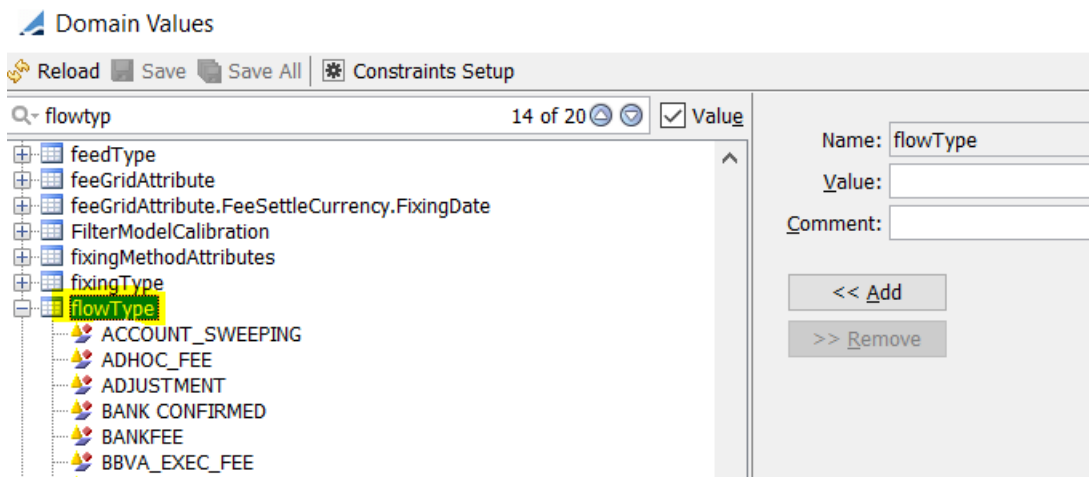 Domain Values
Reload Save Save All Constraints Setup
flowtyp 14 of 20 Value
feedType
feeGridAttribute
feeGridAttribute.FeeSettleCurrency.FixingDate
FilterModelCalibration
fixingMethodAttributes
fixingType
flowType
ACCOUNT_SWEEPING
ADHOC_FEE
ADJUSTMENT
BANK CONFIRMED
BANKFEE
BBVA_EXEC_FEE
Name: flowType
Value:
Comment:
<< Add
>> Remove